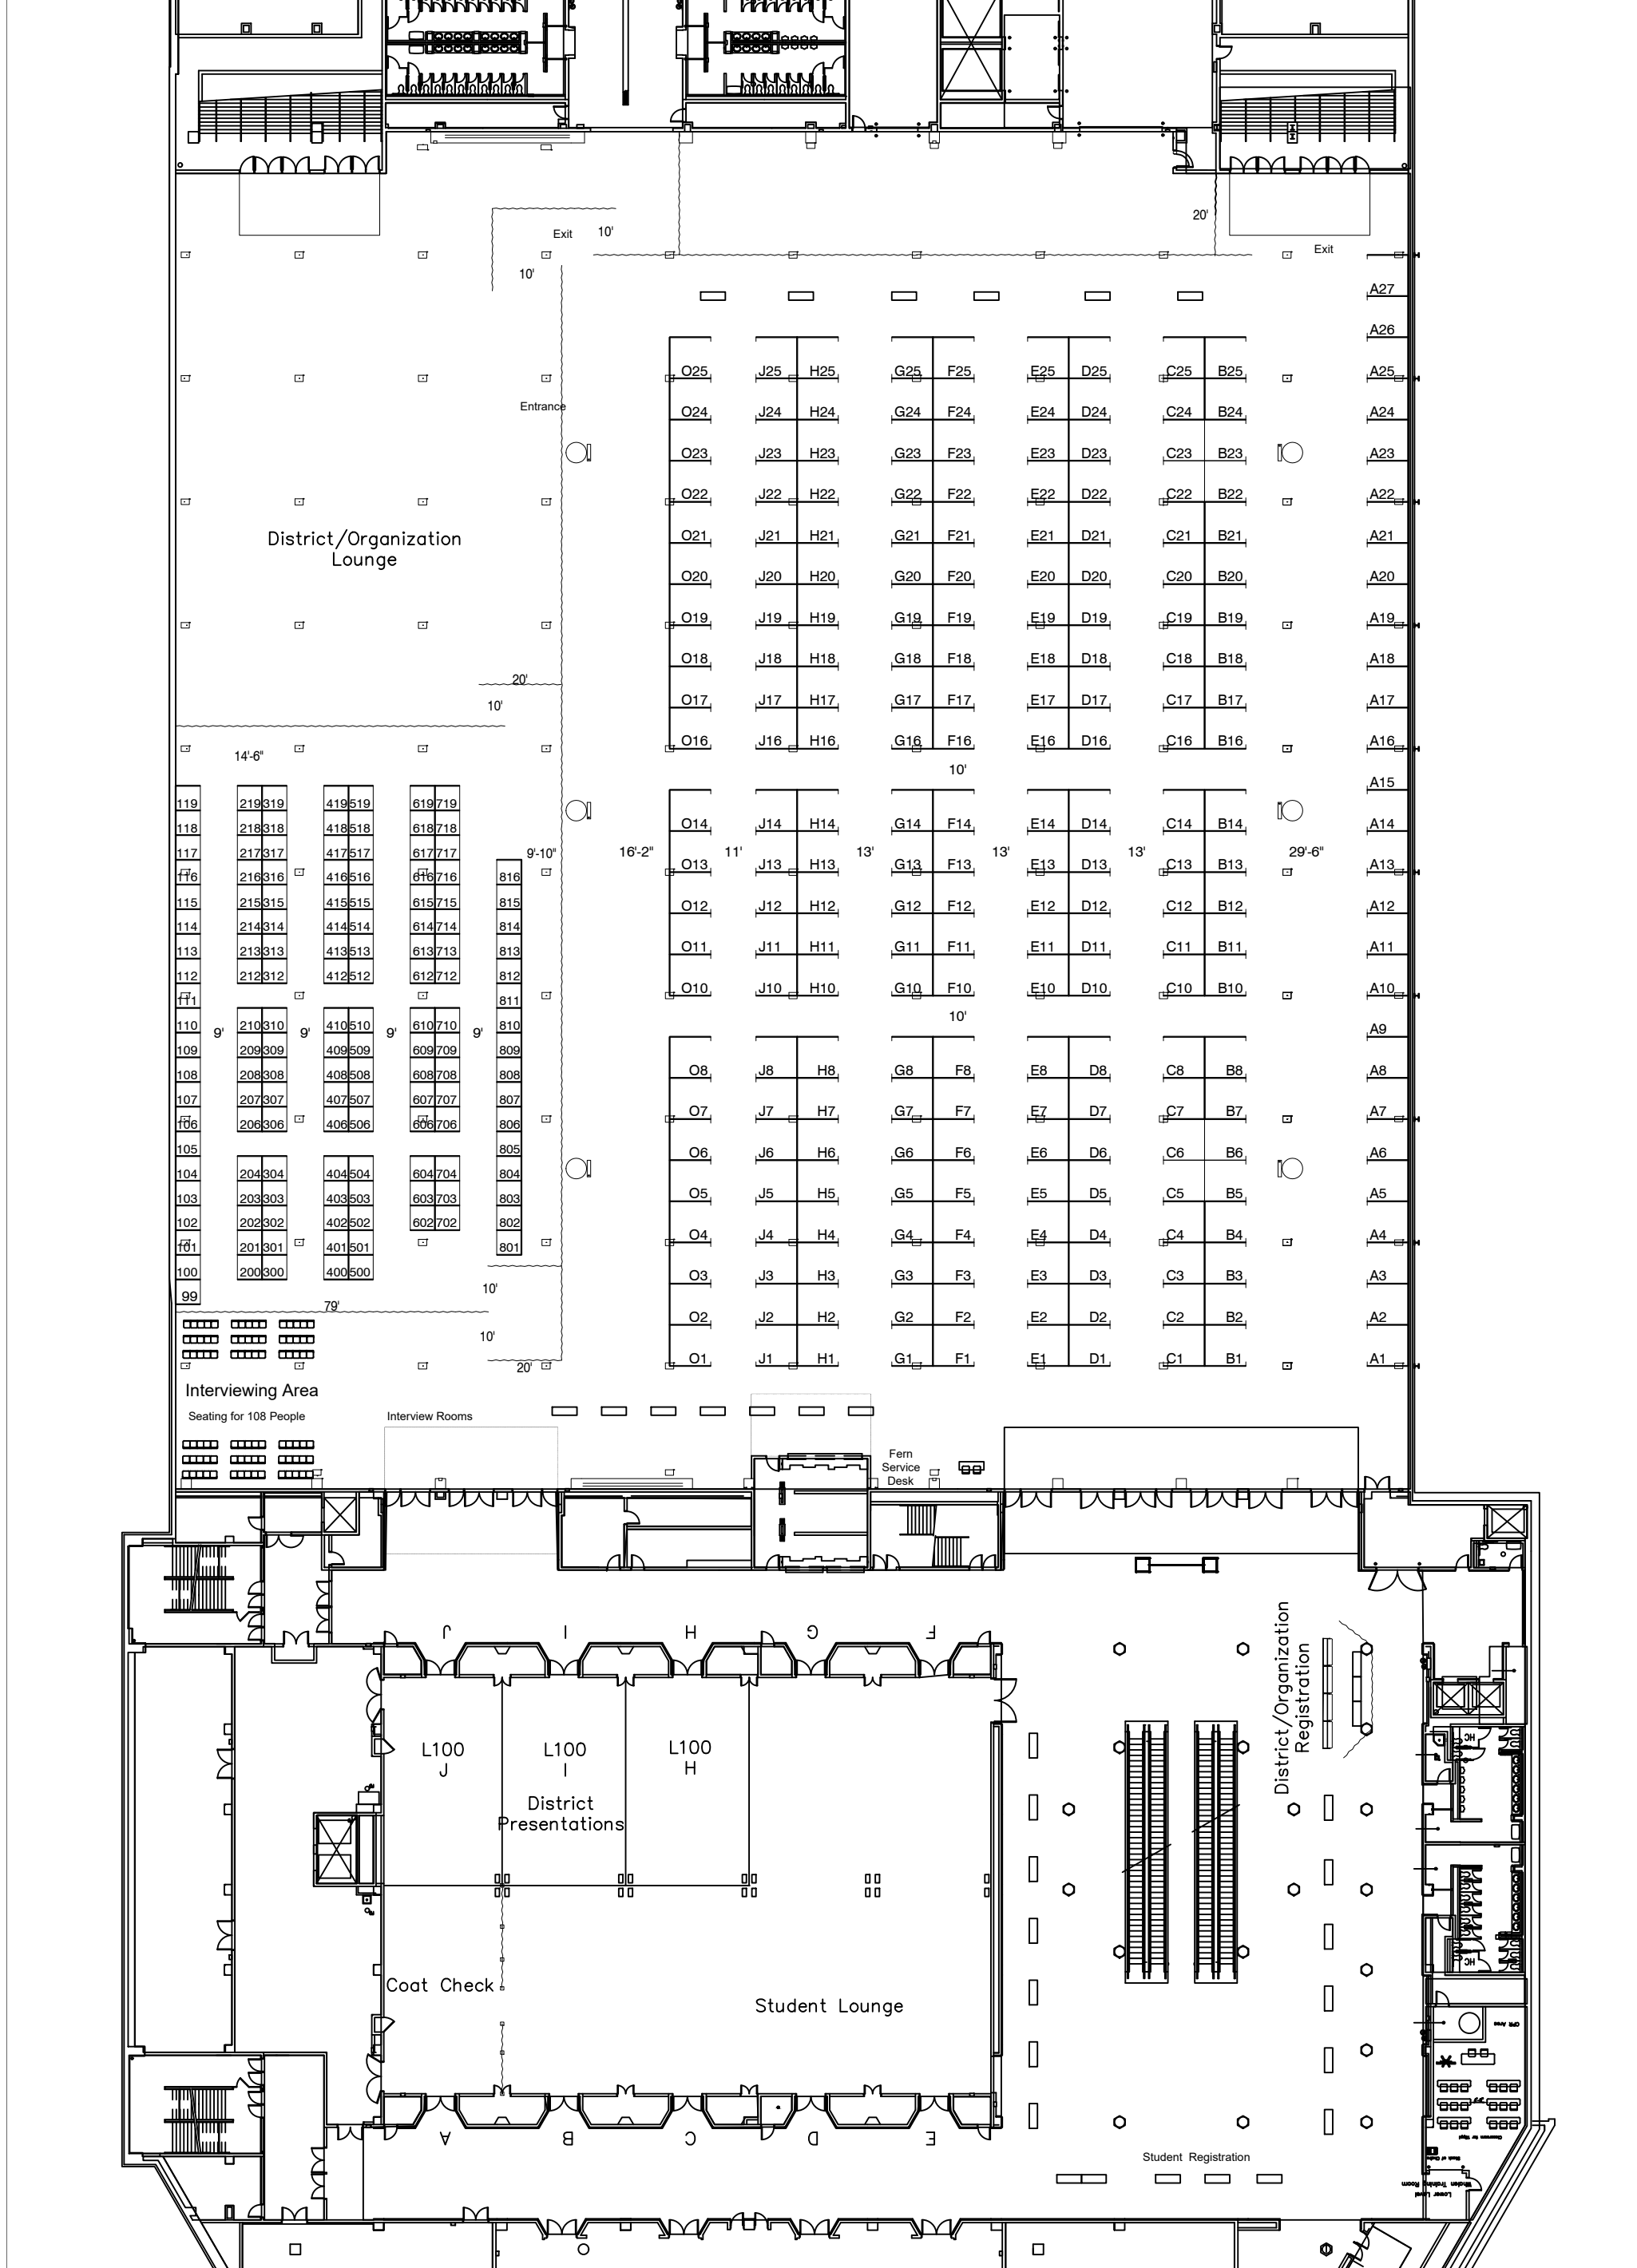 20'
Exit
10'
Exit
10'
A27
A26
O25 J25 H25 G25 F25 E25 D25 C25 B25 A25
Entrance
O24 J24 H24 G24 F24 E24 D24 C24 B24 A24
O23 J23 H23 G23 F23 E23 D23 C23 B23 A23
O22 J22 H22 G22 F22 E22 D22 C22 B22 A22
District/Organization
Lounge
O21 J21 H21 G21 F21 E21 D21 C21 B21 A21
O20 J20 H20 G20 F20 E20 D20 C20 B20 A20
O19 J19 H19 G19 F19 E19 D19 C19 B19 A19
O18 J18 H18 G18 F18 E18 D18 C18 B18 A18
20'
10'
O17 J17 H17 G17 F17 E17 D17 C17 B17 A17
O16 J16 H16 G16 F16 E16 D16 C16 B16 A16
14'-6"
10'
A15
119 219 319 419 519 619 719
118 218 318 418 518 618 718
O14 J14 H14 G14 F14 E14 D14 C14 B14 A14
117 217 317 417 517 617 717
9'-10" 16'-2" 11' 13' 13' 13' 29'-6"
O13 J13 H13 G13 F13 E13 D13 C13 B13 A13
116 216 316 416 516 616 716 816
115 215 315 415 515 615 715 815
O12 J12 H12 G12 F12 E12 D12 C12 B12 A12
114 214 314 414 514 614 714 814
113 213 313 413 513 613 713 813
O11 J11 H11 G11 F11 E11 D11 C11 B11 A11
112 212 312 412 512 612 712 812
O10 J10 H10 G10 F10 E10 D10 C10 B10 A10
111 811
10'
110 210 310 410 510 610 710 810
9' 9' 9' 9'
A9
109 209 309 409 509 609 709 809
108 208 308 408 508 608 708 808
O8 J8 H8 G8 F8 E8 D8 C8 B8 A8
107 207 307 407 507 607 707 807
O7 J7 H7 G7 F7 E7 D7 C7 B7 A7
106 206 306 406 506 606 706 806
105 805
O6 J6 H6 G6 F6 E6 D6 C6 B6 A6
104 204 304 404 504 604 704 804
103 203 303 403 503 603 703 803
O5 J5 H5 G5 F5 E5 D5 C5 B5 A5
102 202 302 402 502 602 702 802
O4 J4 H4 G4 F4 E4 D4 C4 B4 A4
101 201 301 401 501 801
100 200 300 400 500
O3 J3 H3 G3 F3 E3 D3 C3 B3 A3
10'
99
79'
O2 J2 H2 G2 F2 E2 D2 C2 B2 A2
10'
O1 J1 H1 G1 F1 E1 D1 C1 B1 A1
20'
Interviewing Area
Seating for 108 People
Interview Rooms
Fern
Service
Desk
J I H G F
District/Organization
Registration
L100
J
L100
I
L100
H
District
Presentations
HC
HC
Coat Check
Student Lounge
CPR Area
A B C D E
Student Registration
Lower Level
Training Room